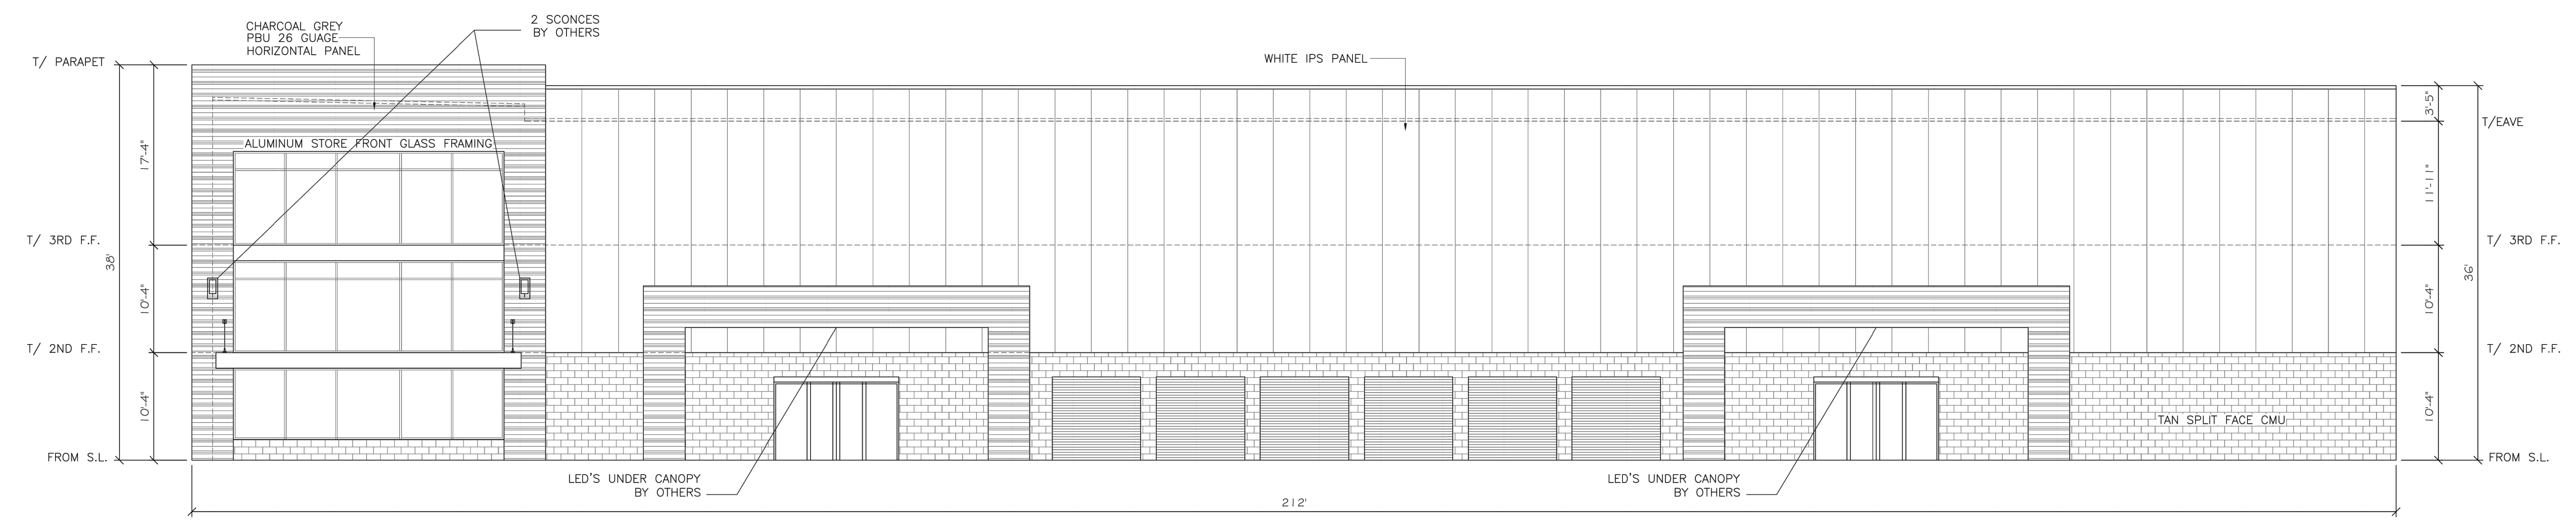 CHARCOAL GREY
PBU 26 GUAGE
HORIZONTAL PANEL
2 SCONCES
BY OTHERS
WHITE IPS PANEL
T/ PARAPET
T/EAVE
ALUMINUM STORE FRONT GLASS FRAMING
17'-4"
3'-5"
11'-11"
T/ 3RD F.F.
T/ 3RD F.F.
38'
36'
10'-4"
10'-4"
T/ 2ND F.F.
T/ 2ND F.F.
10'-4"
10'-4"
TAN SPLIT FACE CMU
FROM S.L.
FROM S.L.
LED'S UNDER CANOPY
BY OTHERS
LED'S UNDER CANOPY
BY OTHERS
212'